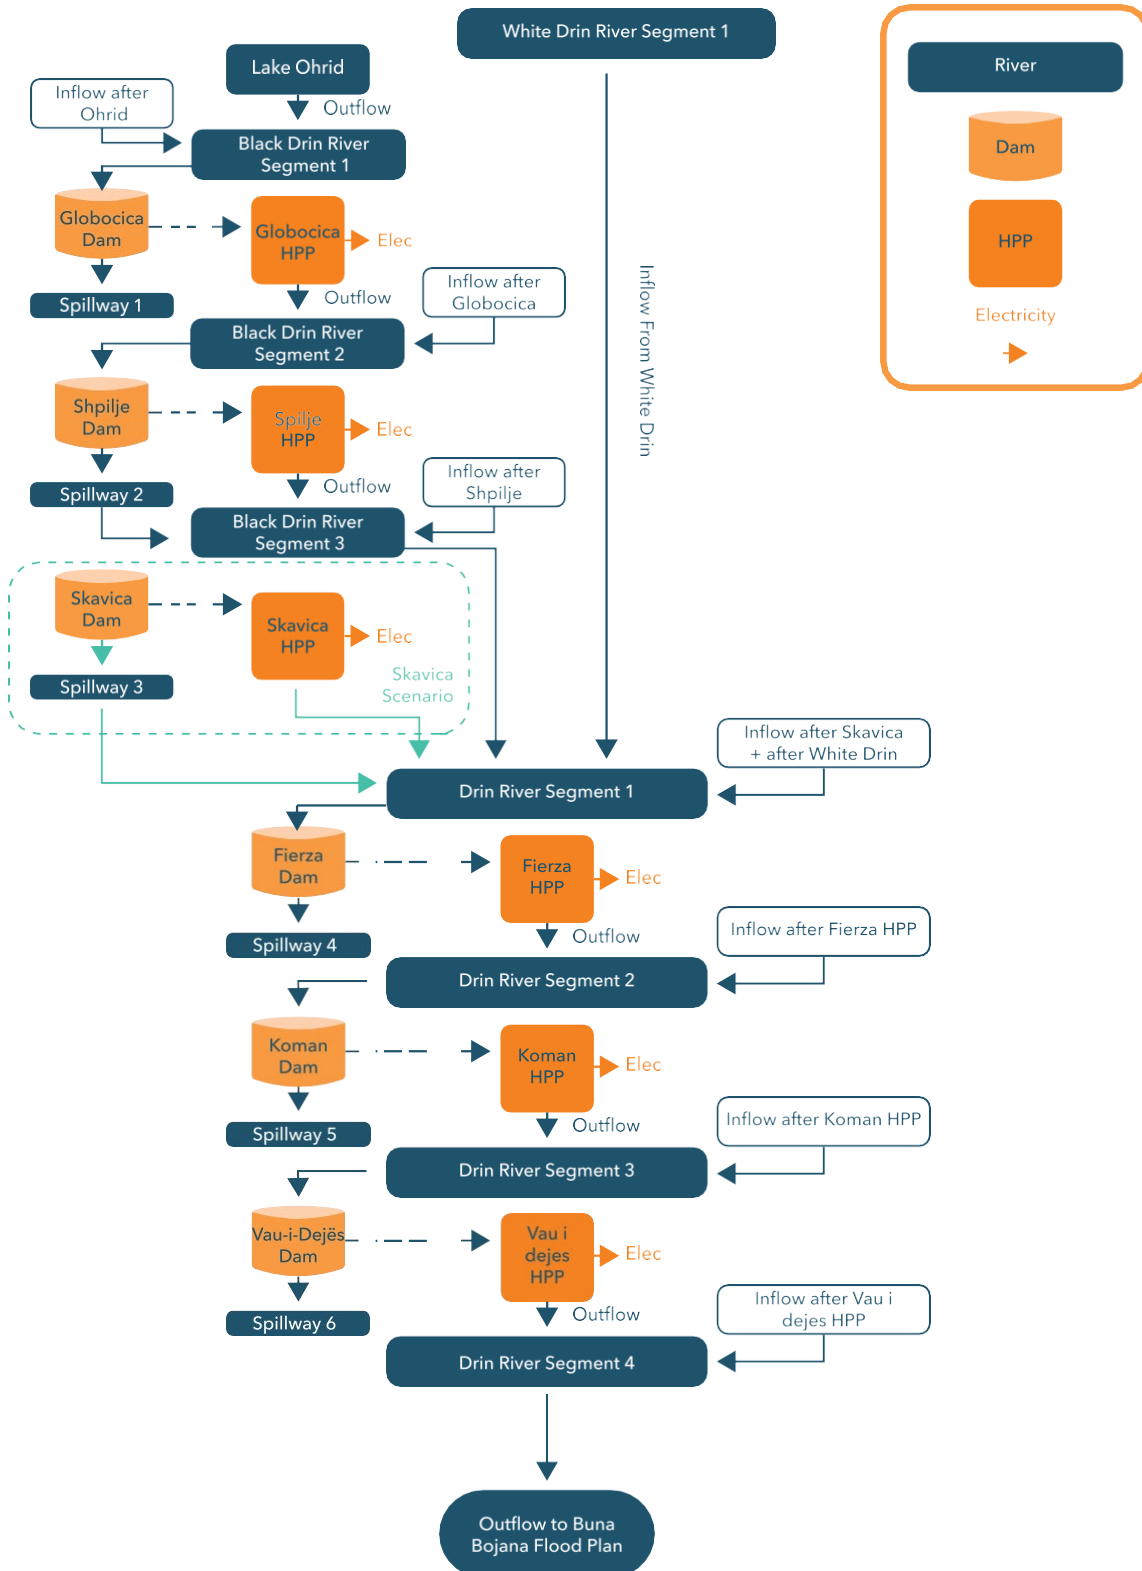 White Drin River Segment 1
River
Lake Ohrid
Inflow after
Ohrid
Outflow
Black Drin River
Segment 1
Dam
Globocica
Dam
Globocica
HPP
Elec
HPP
Spillway 1
Outflow
Inflow after
Globocica
Inflow From White Drin
Electricity
Black Drin River
Segment 2
Shpilje
Dam
Spilje
HPP
Elec
Spillway 2
Outflow
Inflow after
Shpilje
Black Drin River
Segment 3
Skavica
Dam
Skavica
HPP
Elec
Spillway 3
Skavica
Scenario
Inflow after Skavica
+ after White Drin
Drin River Segment 1
Fierza
Dam
Fierza
HPP
Elec
Spillway 4
Outflow
Inflow after Fierza HPP
Drin River Segment 2
Koman
Dam
Koman
HPP
Elec
Spillway 5
Outflow
Inflow after Koman HPP
Drin River Segment 3
Vau-i-Dejës
Dam
Vau i
dejes
HPP
Elec
Spillway 6
Outflow
Inflow after Vau i
dejes HPP
Drin River Segment 4
Outflow to Buna
Bojana Flood Plan